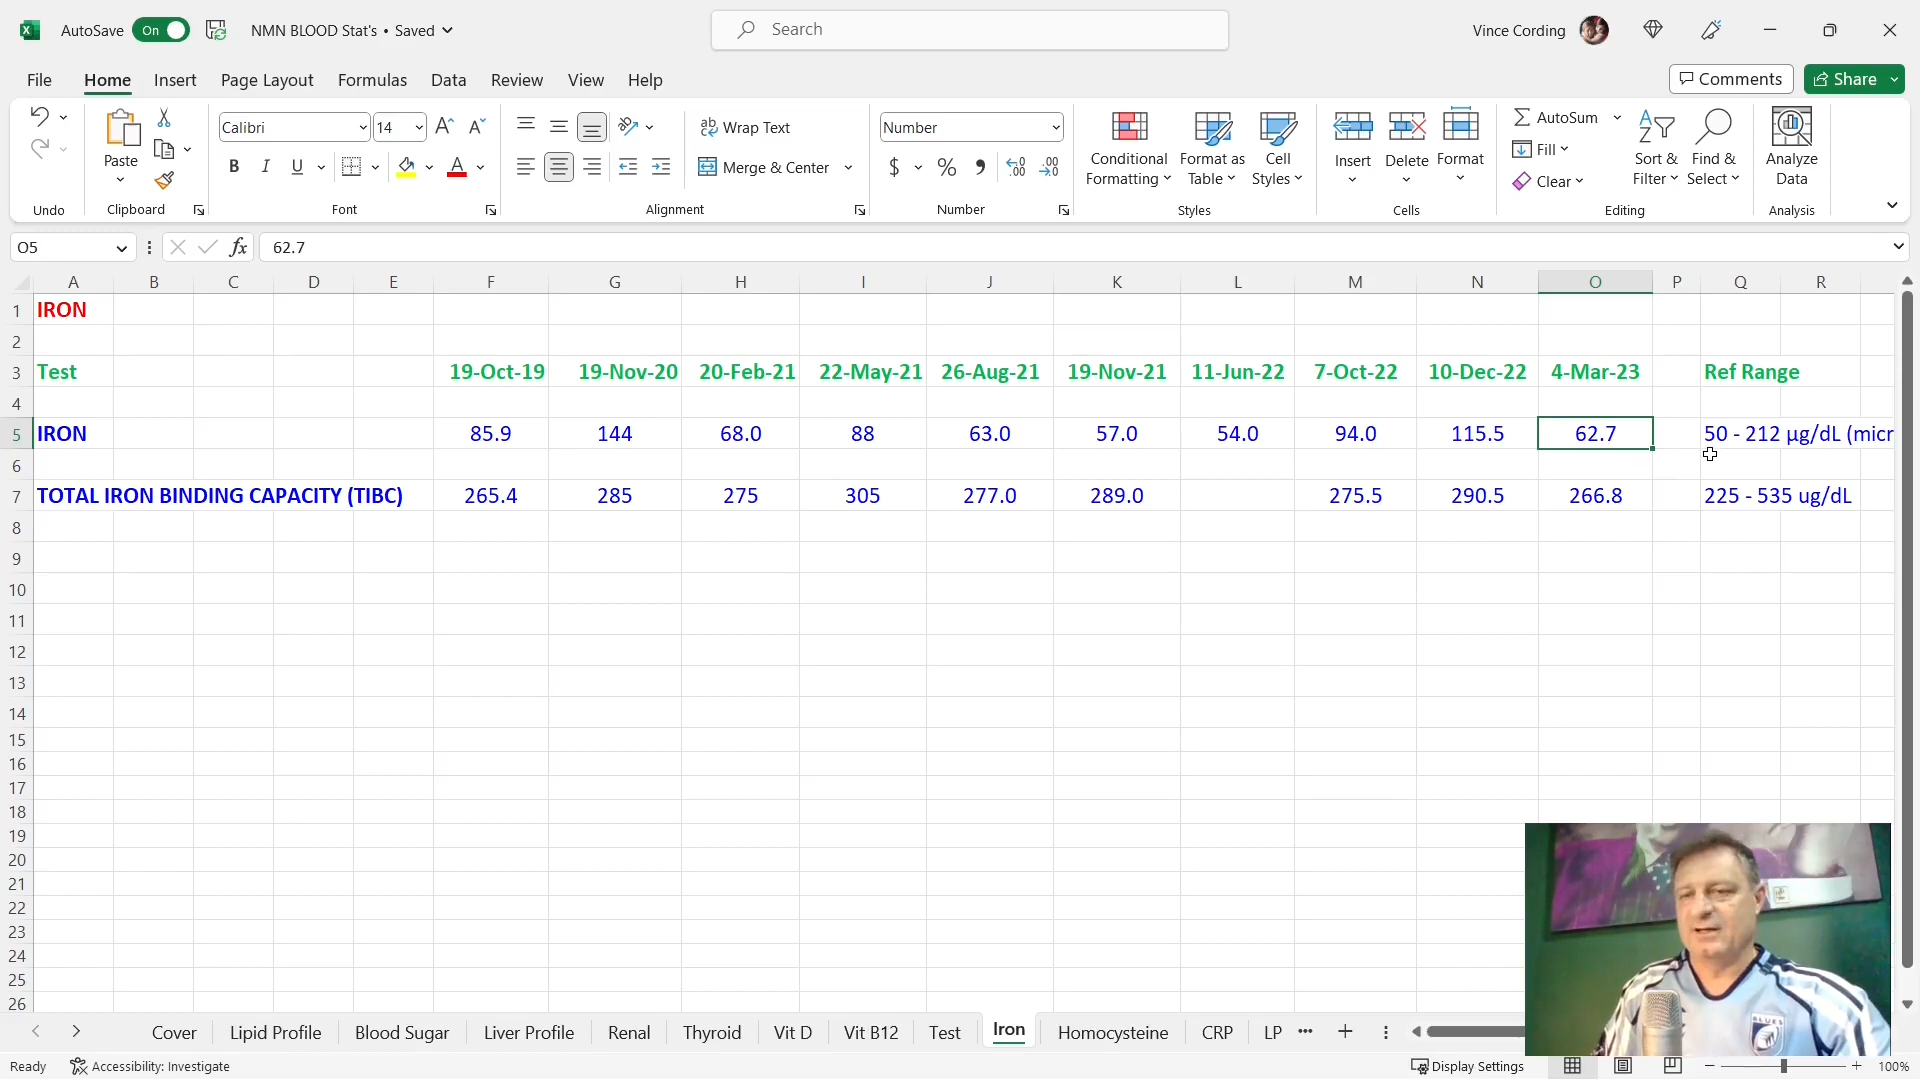 AutoSave On NMN BLOOD Stat's • Saved Search Vince Cording
File Home Insert Page Layout Formulas Data Review View Help Comments Share
Calibri 14 Wrap Text Number AutoSum
Paste B I U Merge & Center $ % Conditional Formatting Format as Table Cell Styles Insert Delete Format Fill Clear Sort & Filter Find & Select Analyze Data
Undo Clipboard Font Alignment Number Styles Cells Editing Analysis
O5 fx 62.7
A B C D E F G H I J K L M N O P Q R
1 IRON
2
3 Test 19-Oct-19 19-Nov-20 20-Feb-21 22-May-21 26-Aug-21 19-Nov-21 11-Jun-22 7-Oct-22 10-Dec-22 4-Mar-23 Ref Range
4
5 IRON 85.9 144 68.0 88 63.0 57.0 54.0 94.0 115.5 62.7 50 - 212 µg/dL (micr
6
7 TOTAL IRON BINDING CAPACITY (TIBC) 265.4 285 275 305 277.0 289.0 275.5 290.5 266.8 225 - 535 ug/dL
8
9
10
11
12
13
14
15
16
17
18
19
20
21
22
23
24
25
26
BLUES
Cover Lipid Profile Blood Sugar Liver Profile Renal Thyroid Vit D Vit B12 Test Iron Homocysteine CRP LP
Ready Accessibility: Investigate Display Settings 100%